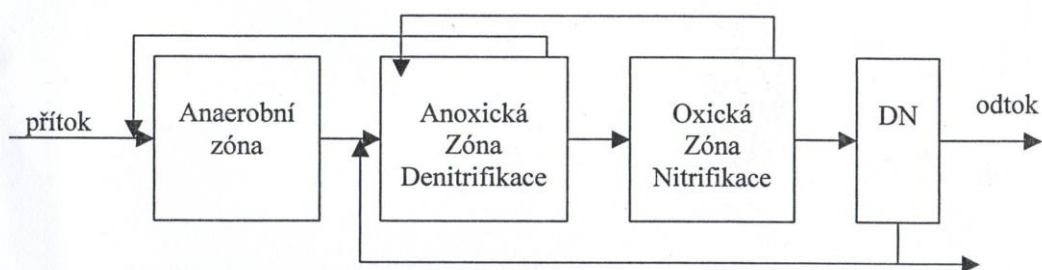 přítok
Anaerobní
zóna
Anoxická
Zóna
Denitrifikace
Oxická
Zóna
Nitrifikace
DN
odtok